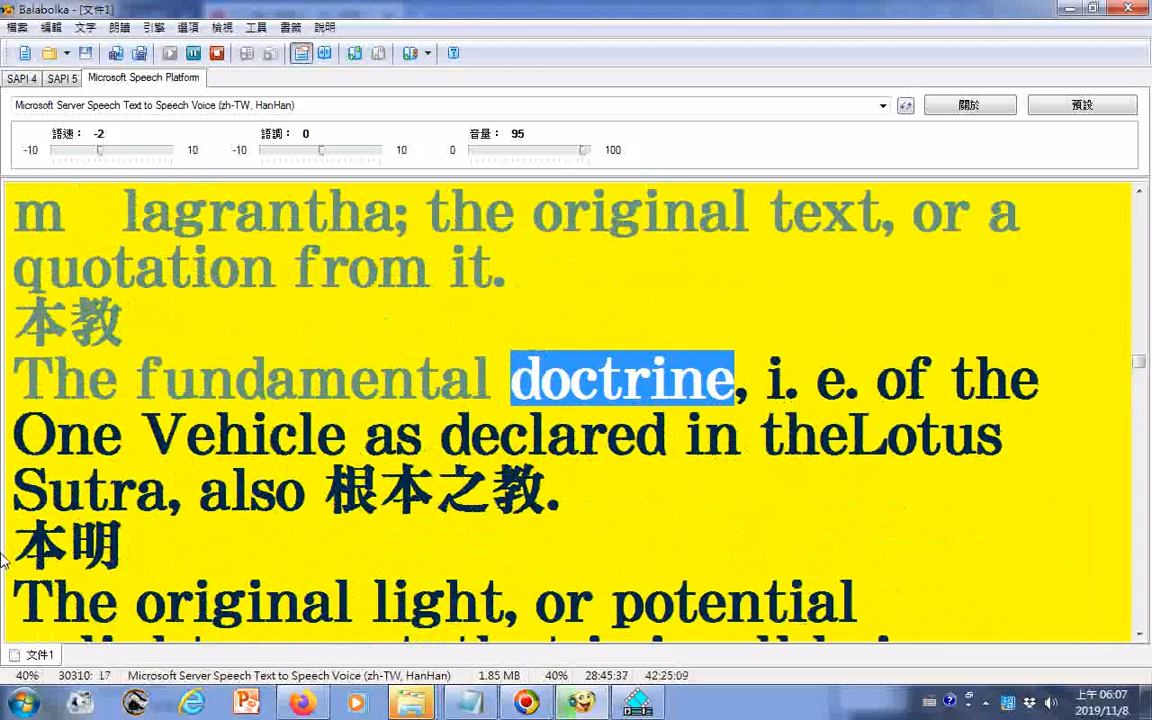 Balabolka - [文件1]
檔案 編輯 文字 朗讀 引擎 選項 檢視 工具 書籤 說明
SAPI 4 SAPI 5 Microsoft Speech Platform
Microsoft Server Speech Text to Speech Voice (zh-TW, HanHan) 關於 預設
語速： -2 語調： 0 音量： 95
-10 10 -10 10 0 100
m lagrantha; the original text, or a
quotation from it.
本教
The fundamental doctrine, i. e. of the
One Vehicle as declared in theLotus
Sutra, also 根本之教.
本明
The original light, or potential
文件1
40% 30310: 17 Microsoft Server Speech Text to Speech Voice (zh-TW, HanHan) 1.85 MB 40% 28:45:37 42:25:09
上午 06:07
2019/11/8